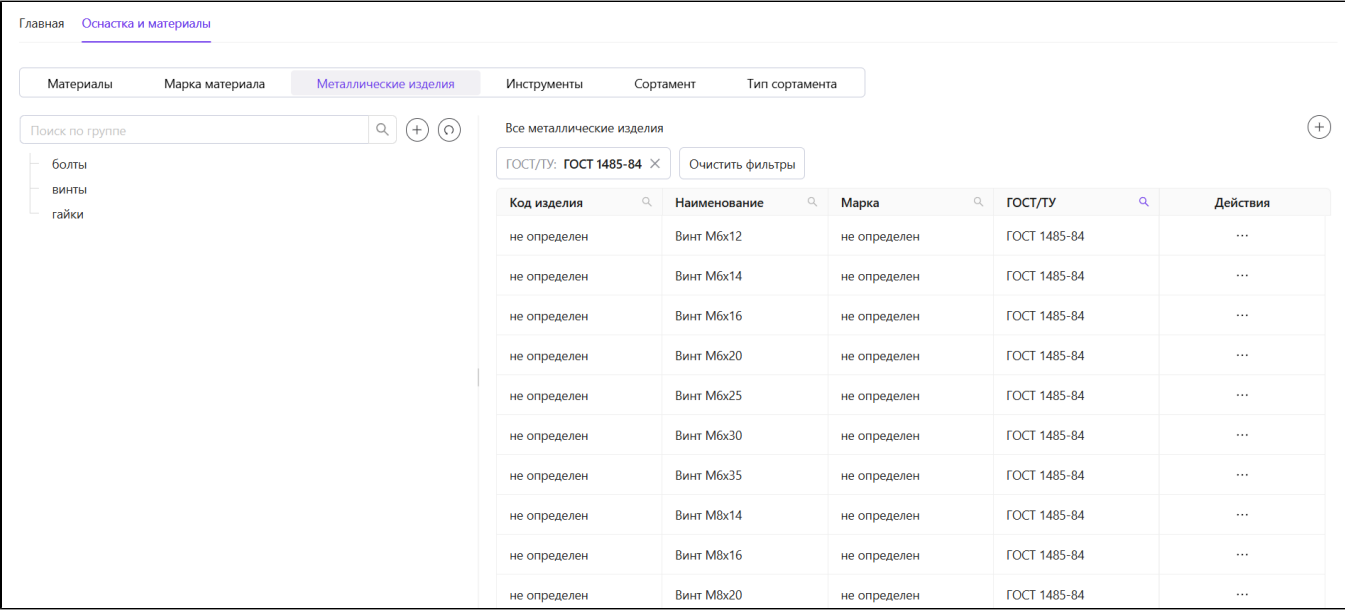 Главная Оснастка и материалы
Материалы Марка материала Металлические изделия Инструменты Сортамент Тип сортамента
Поиск по группе
болты
винты
гайки
Все металлические изделия
ГОСТ/ТУ: ГОСТ 1485-84 Очистить фильтры
Код изделия Наименование Марка ГОСТ/ТУ Действия
не определен Винт М6х12 не определен ГОСТ 1485-84 ...
не определен Винт М6х14 не определен ГОСТ 1485-84 ...
не определен Винт М6х16 не определен ГОСТ 1485-84 ...
не определен Винт М6х20 не определен ГОСТ 1485-84 ...
не определен Винт М6х25 не определен ГОСТ 1485-84 ...
не определен Винт М6х30 не определен ГОСТ 1485-84 ...
не определен Винт М6х35 не определен ГОСТ 1485-84 ...
не определен Винт М8х14 не определен ГОСТ 1485-84 ...
не определен Винт М8х16 не определен ГОСТ 1485-84 ...
не определен Винт М8х20 не определен ГОСТ 1485-84 ...